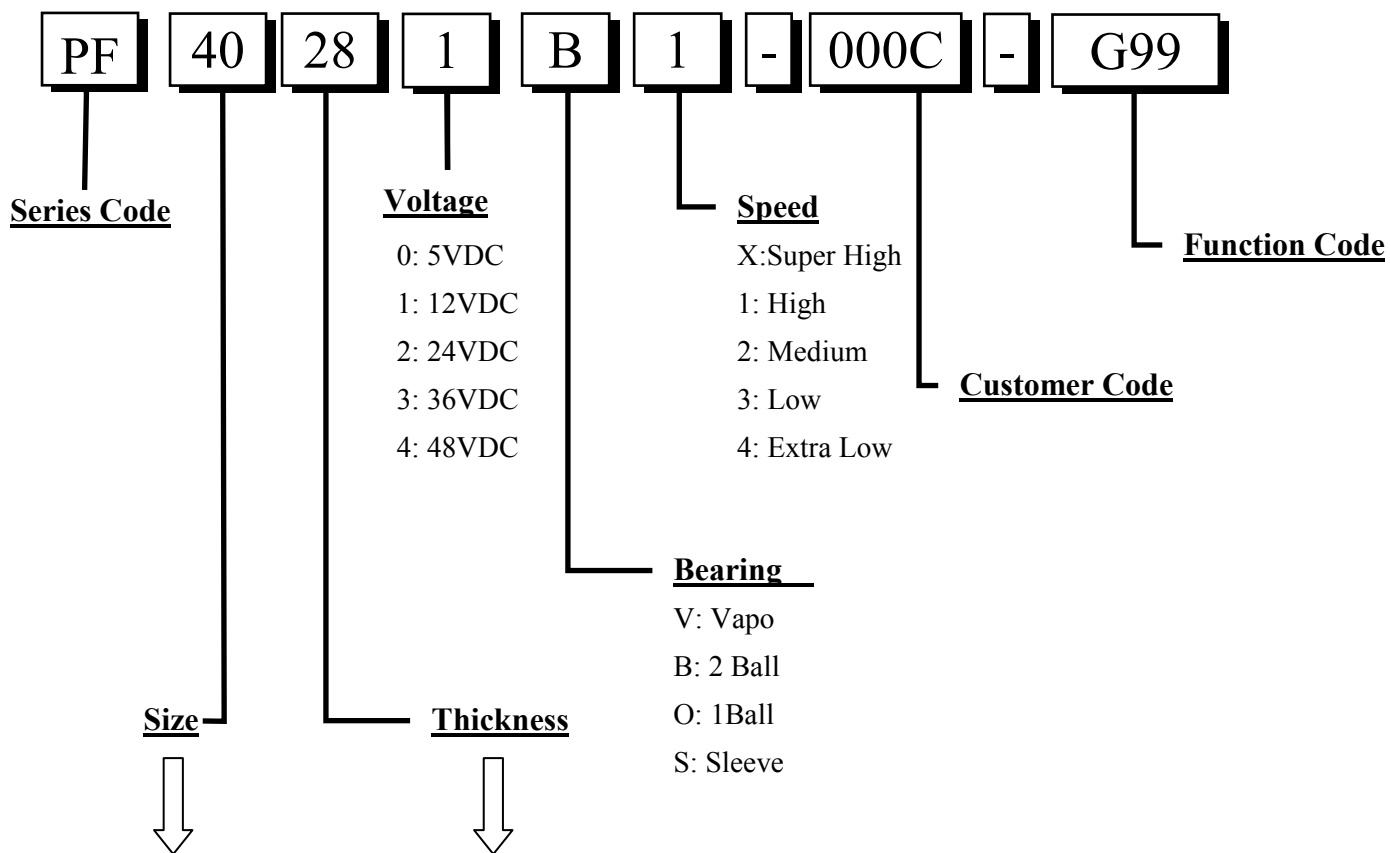 PF 40 28 1 B 1 - 000C - G99
Series Code
Voltage
0: 5VDC
1: 12VDC
2: 24VDC
3: 36VDC
4: 48VDC
Speed
X:Super High
1: High
2: Medium
3: Low
4: Extra Low
Function Code
Customer Code
Bearing
V: Vapo
B: 2 Ball
O: 1Ball
S: Sleeve
Size
Thickness